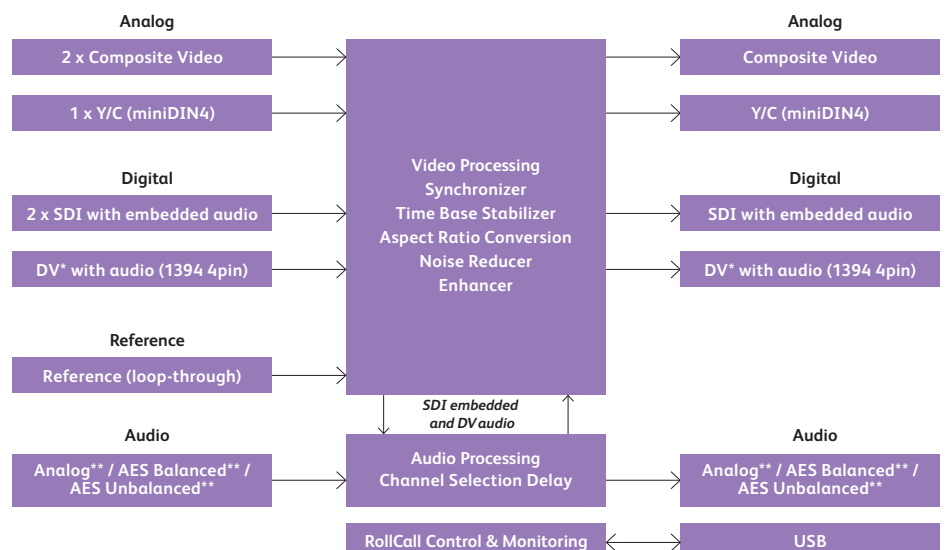 Analog
2 x Composite Video
1 x Y/C (miniDIN4)
Digital
2 x SDI with embedded audio
DV* with audio (1394 4pin)
Reference
Reference (loop-through)
Audio
Analog** / AES Balanced** /
AES Unbalanced**
Video Processing
Synchronizer
Time Base Stabilizer
Aspect Ratio Conversion
Noise Reducer
Enhancer
SDI embedded
and DV audio
Audio Processing
Channel Selection Delay
RollCall Control & Monitoring
Analog
Composite Video
Y/C (miniDIN4)
Digital
SDI with embedded audio
DV* with audio (1394 4pin)
Audio
Analog** / AES Balanced** /
AES Unbalanced**
USB